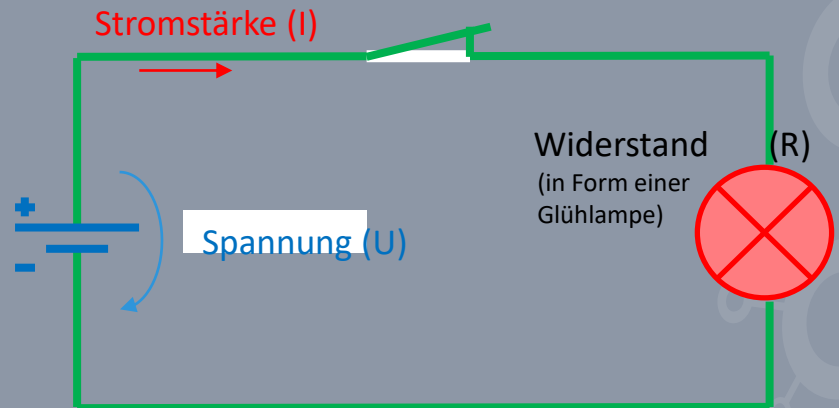 Stromstärke (I)
Widerstand (R)
(in Form einer
Glühlampe)
+
Spannung (U)
-